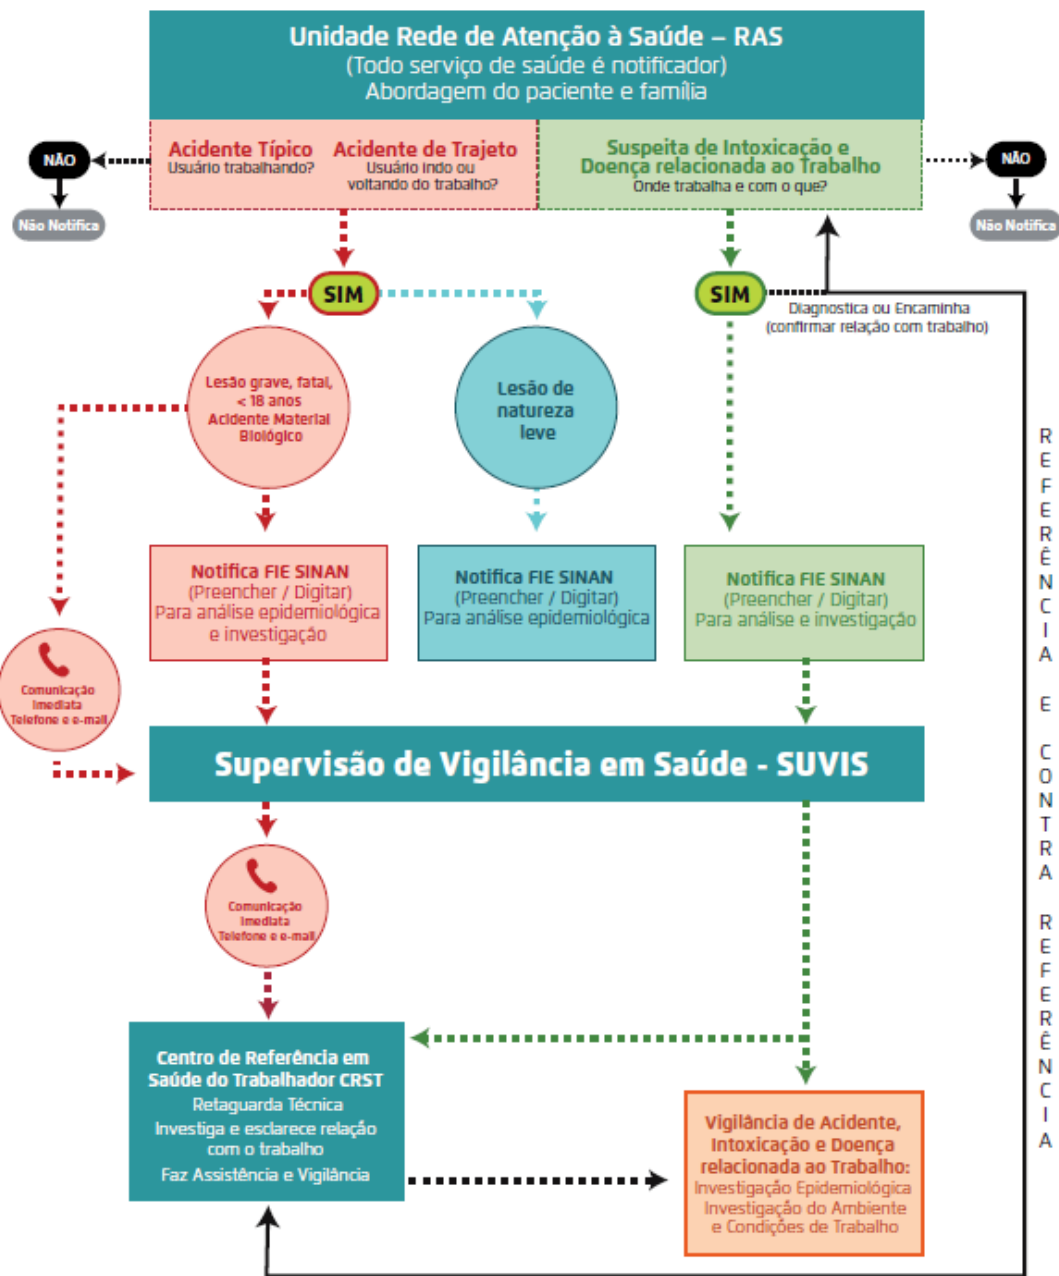 Unidade Rede de Atenção à Saúde – RAS
(Todo serviço de saúde é notificador)
Abordagem do paciente e família
NÃO
Não Notifica
Acidente Típico
Usuário trabalhando?
Acidente de Trajeto
Usuário indo ou
voltando do trabalho?
Suspeita de Intoxicação e
Doença relacionada ao Trabalho
Onde trabalha e com o que?
NÃO
Não Notifica
SIM
SIM
Diagnostica ou Encaminha
(confirmar relação com trabalho)
Lesão grave, fatal,
< 18 anos
Acidente Material
Biológico
Lesão de
natureza
leve
Notifica FIE SINAN
(Preencher / Digitar)
Para análise epidemiológica
e investigação
Notifica FIE SINAN
(Preencher / Digitar)
Para análise epidemiológica
Notifica FIE SINAN
(Preencher / Digitar)
Para análise e investigação
Comunicação
Imediata
Telefone e e-mail
Supervisão de Vigilância em Saúde - SUVIS
Comunicação
Imediata
Telefone e e-mail
Centro de Referência em
Saúde do Trabalhador CRST
Retaguarda Técnica
Investiga e esclarece relação
com o trabalho
Faz Assistência e Vigilância
Vigilância de Acidente,
Intoxicação e Doença
relacionada ao Trabalho:
Investigação Epidemiológica
Investigação do Ambiente
e Condições de Trabalho
REFERÊNCIA E CONTRA REFERÊNCIA